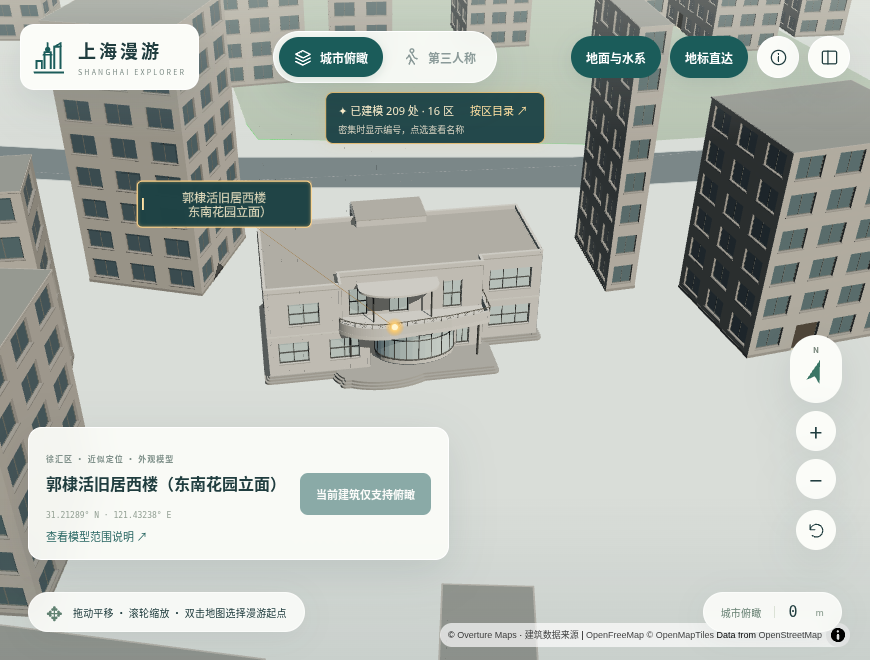 上海漫游
SHANGHAI EXPLORER
城市俯瞰
第三人称
地面与水系
地标直达
✦ 已建模 209 处 · 16 区 按区目录 ↗
密集时显示编号，点选查看名称
郭棣活旧居西楼
东南花园立面）
N
+
−
徐汇区 · 近似定位 · 外观模型
郭棣活旧居西楼（东南花园立面）
当前建筑仅支持俯瞰
31.21289° N · 121.43238° E
查看模型范围说明 ↗
拖动平移 · 滚轮缩放 · 双击地图选择漫游起点
城市俯瞰 0 m
© Overture Maps · 建筑数据来源 | OpenFreeMap © OpenMapTiles Data from OpenStreetMap